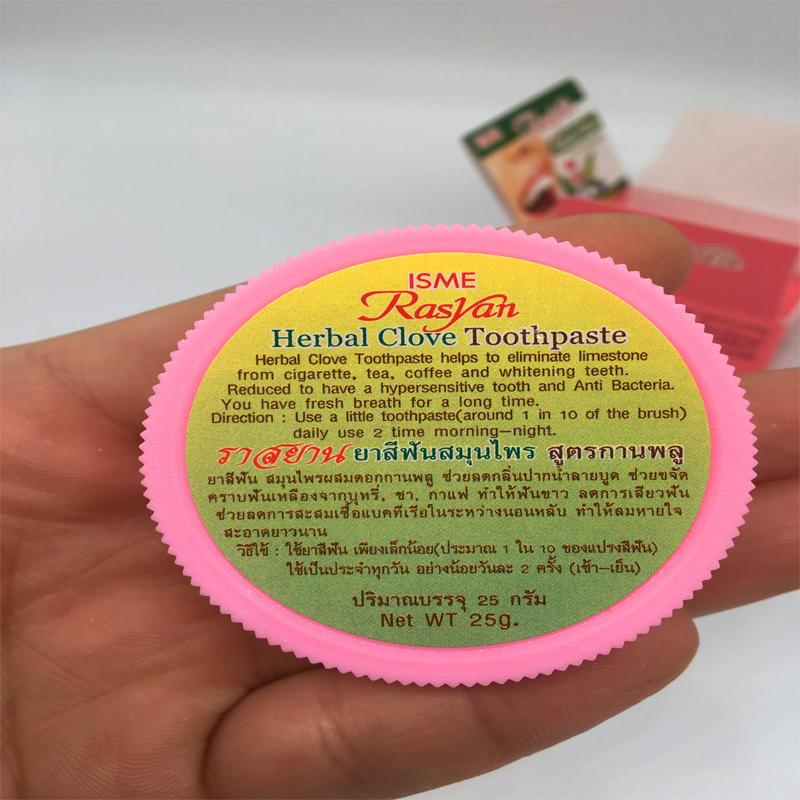 ISME
Rasyan
Herbal Clove Toothpaste
Herbal Clove Toothpaste helps to eliminate limestone
from cigarette, tea, coffee and whitening teeth.
Reduced to have a hypersensitive tooth and Anti Bacteria.
You have fresh breath for a long time.
Direction : Use a little toothpaste(around 1 in 10 of the brush)
daily use 2 time morning-night.
ราสยาน ยาสีฟันสมุนไพร สูตรกานพลู
ยาสีฟัน สมุนไพรผสมดอกกานพลู ช่วยลดกลิ่นปากน้ำลายบูด ช่วยขจัด
คราบฟันเหลืองจากบุหรี่, ชา, กาแฟ ทำให้ฟันขาว ลดการเสียวฟัน
ช่วยลดการสะสมเชื้อแบคทีเรียในระหว่างนอนหลับ ทำให้ลมหายใจ
สะอาดยาวนาน
วิธีใช้ : ใช้ยาสีฟัน เพียงเล็กน้อย(ประมาณ 1 ใน 10 ของแปรงสีฟัน)
ใช้เป็นประจำทุกวัน อย่างน้อยวันละ 2 ครั้ง (เช้า-เย็น)
ปริมาณบรรจุ 25 กรัม
Net WT 25g.